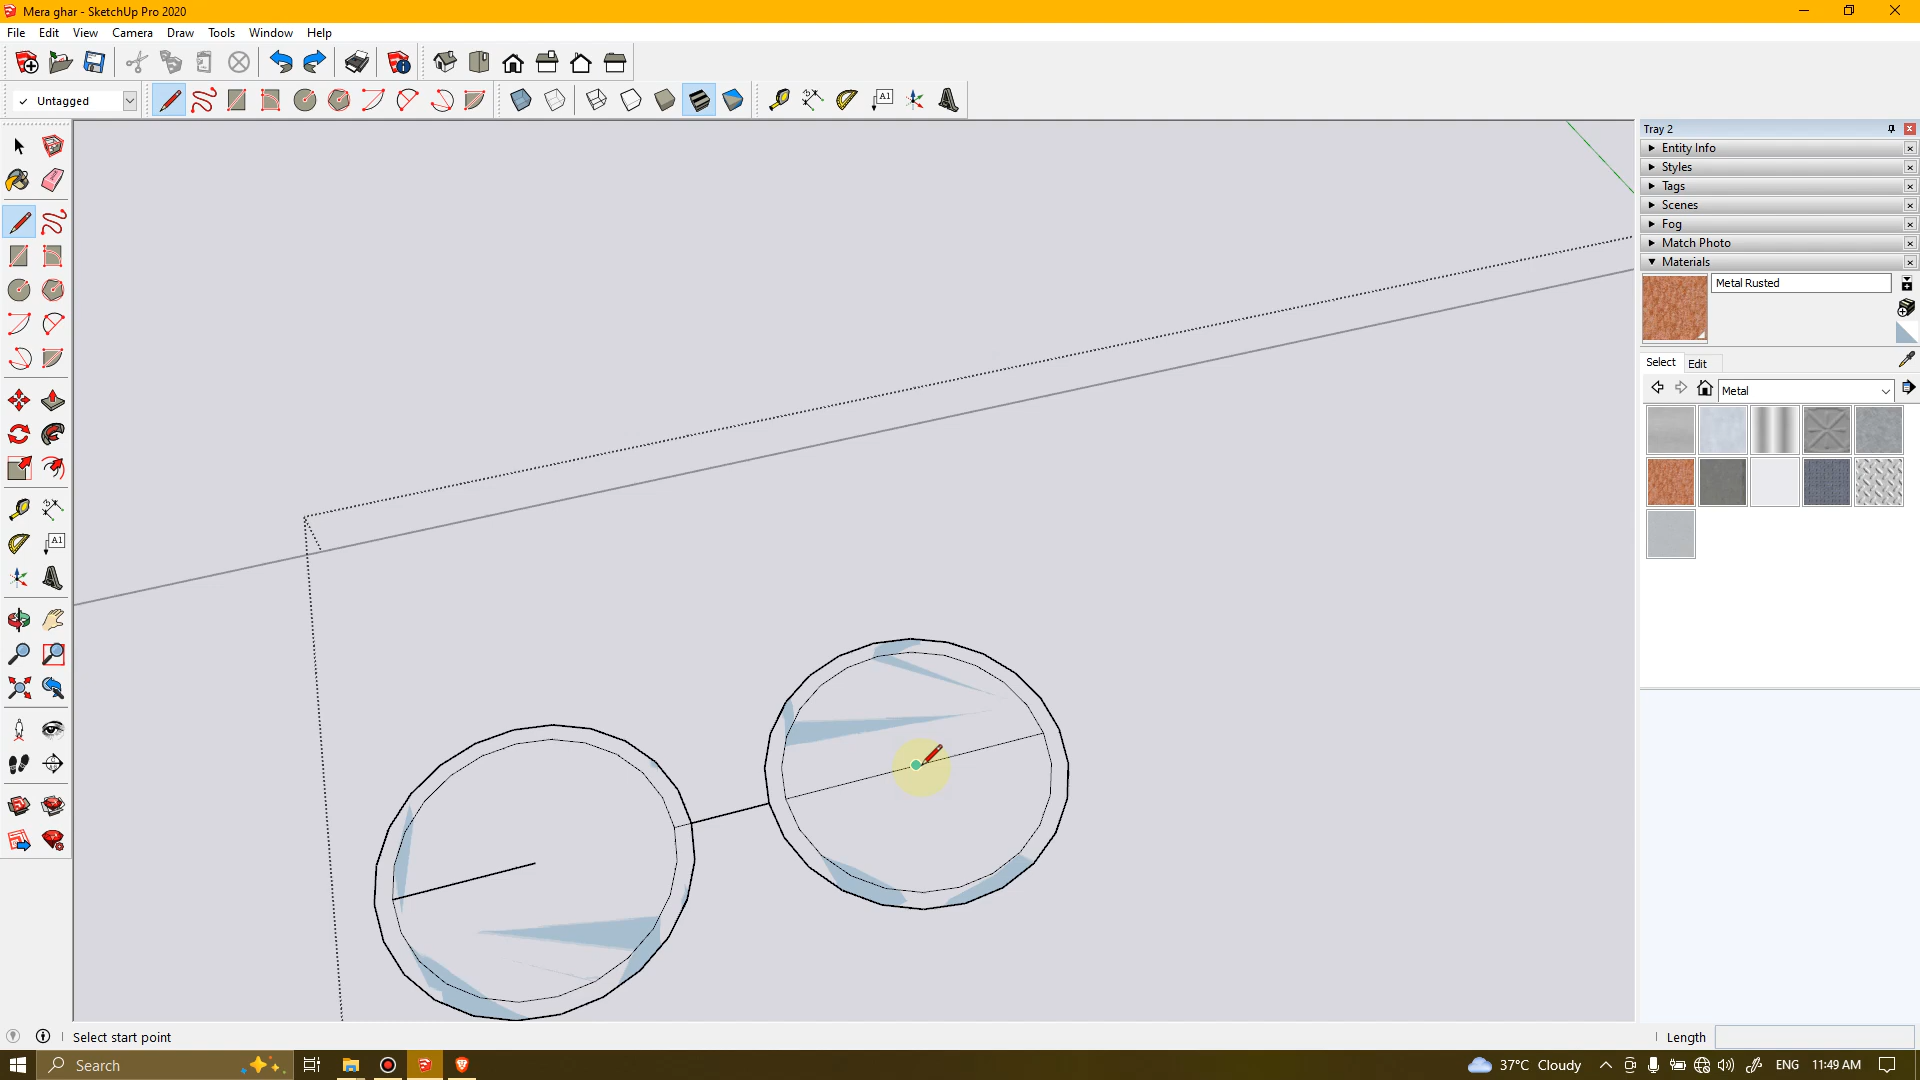 Mera ghar - SketchUp Pro 2020
File Edit View Camera Draw Tools Window Help
Untagged
A1
Tray 2
Entity Info
Styles
Tags
Scenes
Fog
Match Photo
Materials
Metal Rusted
Select Edit
Metal
A1
Select start point
Length
Search
37°C Cloudy
ENG
11:49 AM